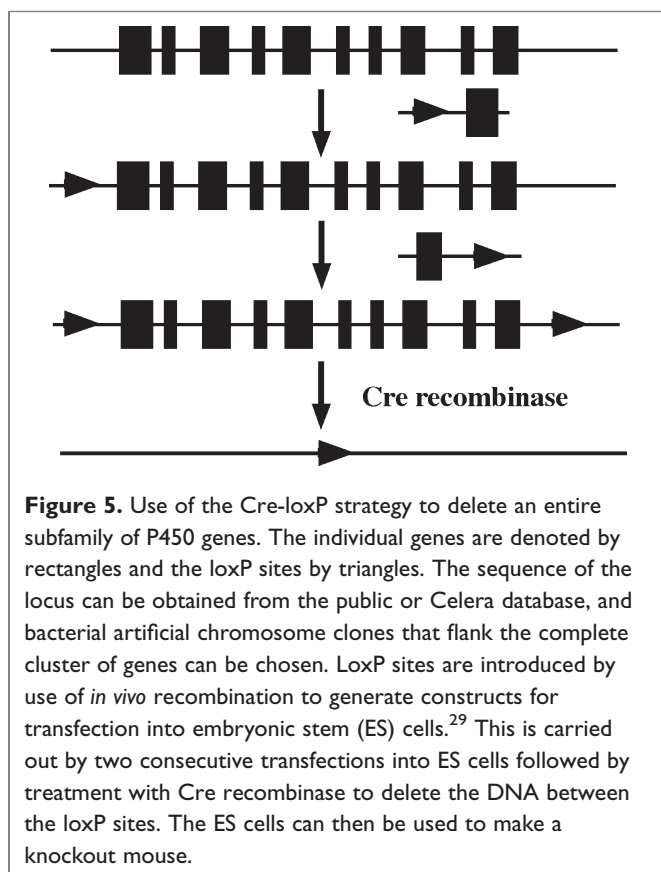 Cre recombinase
Figure 5. Use of the Cre-loxP strategy to delete an entire
subfamily of P450 genes. The individual genes are denoted by
rectangles and the loxP sites by triangles. The sequence of the
locus can be obtained from the public or Celera database, and
bacterial artificial chromosome clones that flank the complete
cluster of genes can be chosen. LoxP sites are introduced by
use of in vivo recombination to generate constructs for
transfection into embryonic stem (ES) cells.29 This is carried
out by two consecutive transfections into ES cells followed by
treatment with Cre recombinase to delete the DNA between
the loxP sites. The ES cells can then be used to make a
knockout mouse.